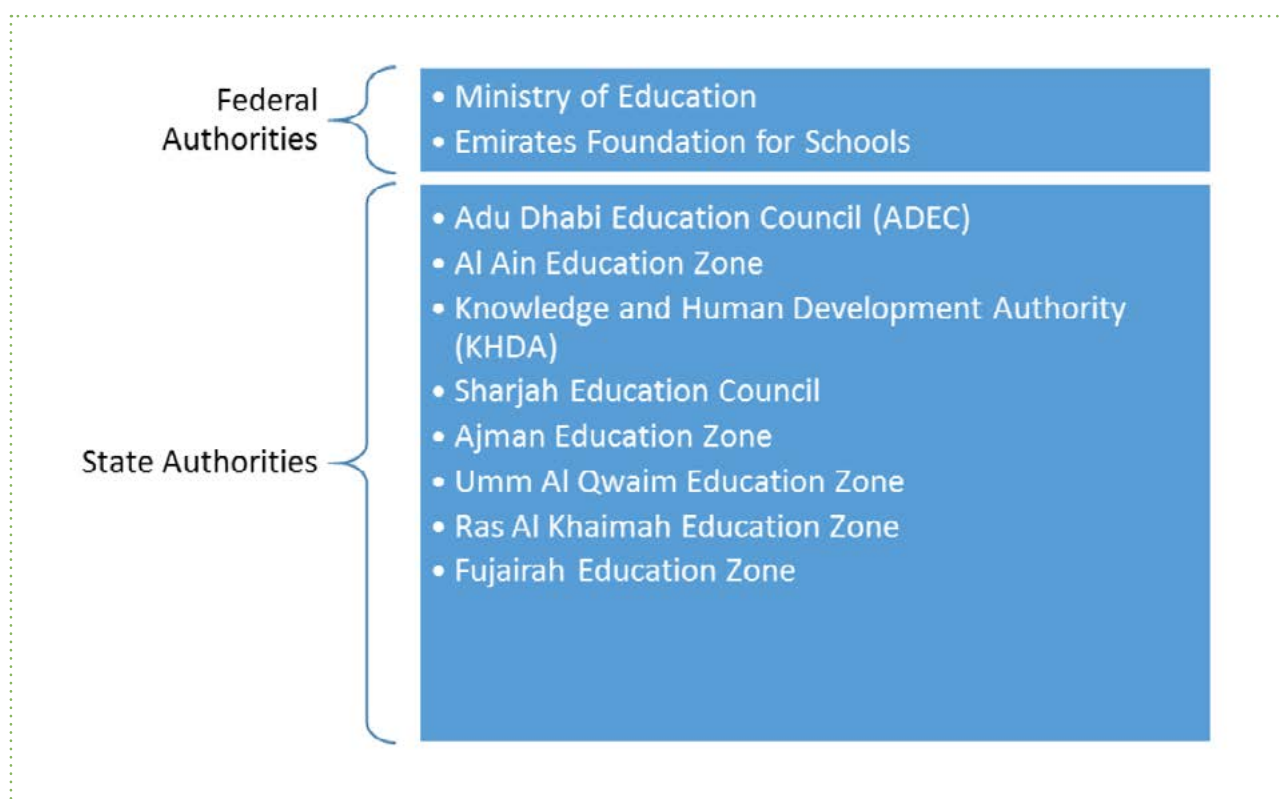 Federal
Authorities
• Ministry of Education
• Emirates Foundation for Schools
State Authorities
• Adu Dhabi Education Council (ADEC)
• Al Ain Education Zone
• Knowledge and Human Development Authority
(KHDA)
• Sharjah Education Council
• Ajman Education Zone
• Umm Al Qwaim Education Zone
• Ras Al Khaimah Education Zone
• Fujairah Education Zone